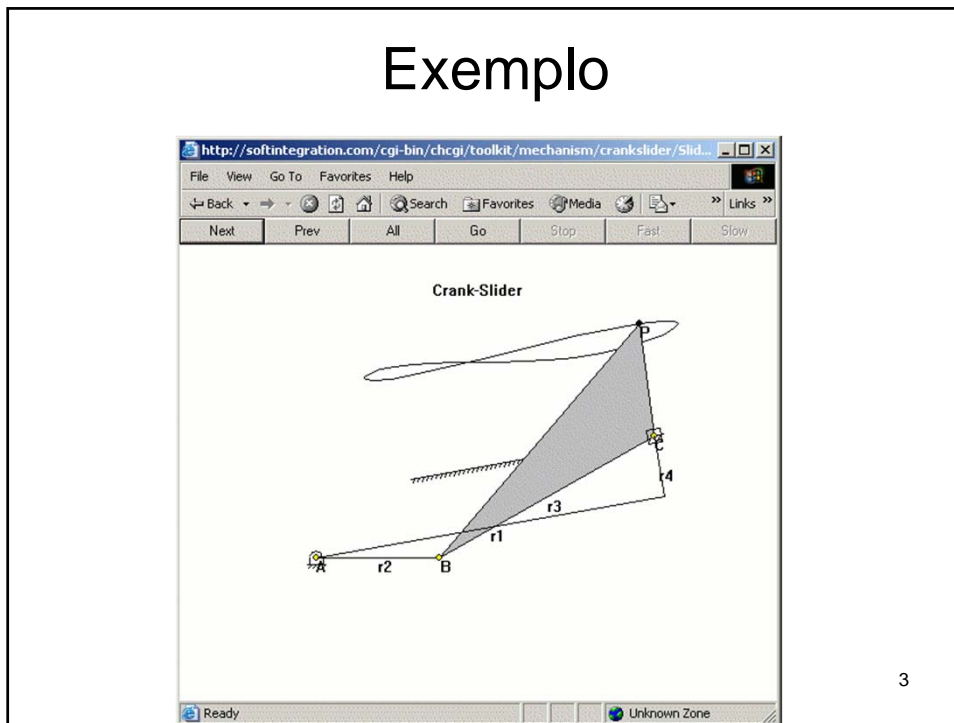 Exemplo
http://softintegration.com/cgi-bin/chcgi/toolkit/mechanism/crankslider/Slid...
File View Go To Favorites Help
Back Search Favorites Media » Links »
Next Prev All Go Stop Fast Slow
Crank-Slider
P
C
r4
r3
r1
A r2 B
3
Ready Unknown Zone